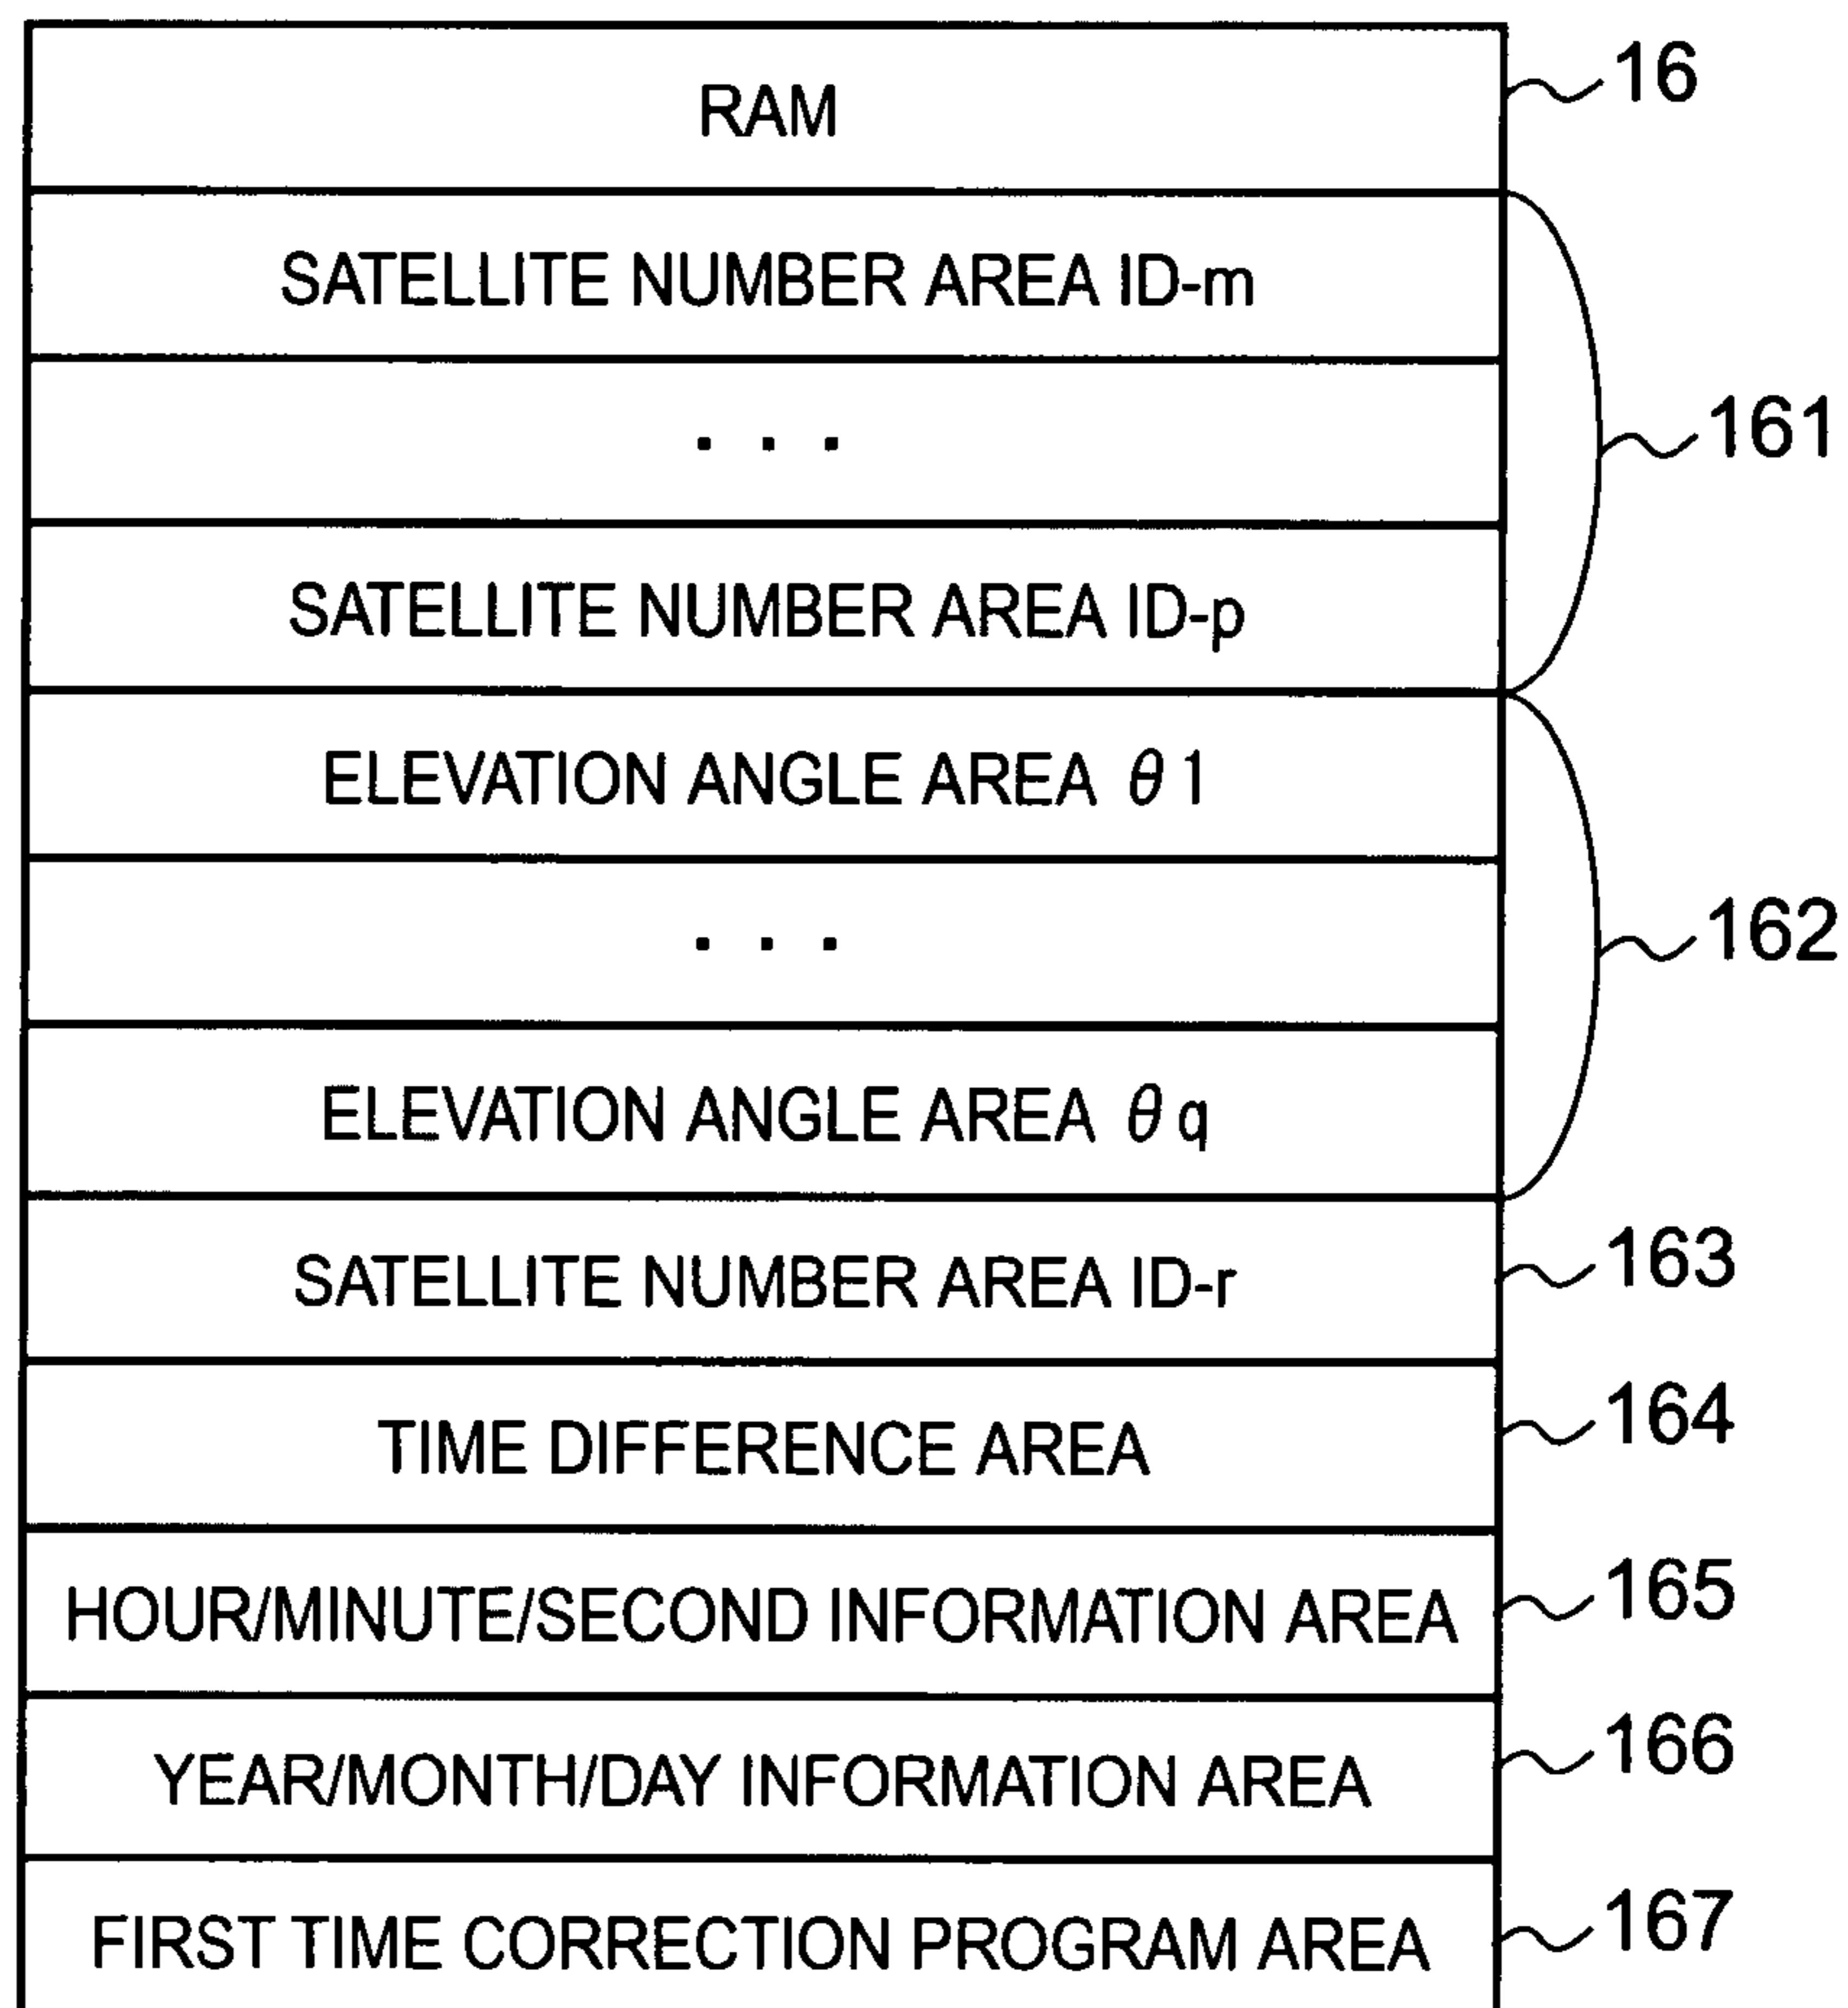 RAM 16
SATELLITE NUMBER AREA ID-m
. . . 161
SATELLITE NUMBER AREA ID-p
ELEVATION ANGLE AREA θ1
. . . 162
ELEVATION ANGLE AREA θq
SATELLITE NUMBER AREA ID-r 163
TIME DIFFERENCE AREA 164
HOUR/MINUTE/SECOND INFORMATION AREA 165
YEAR/MONTH/DAY INFORMATION AREA 166
FIRST TIME CORRECTION PROGRAM AREA 167